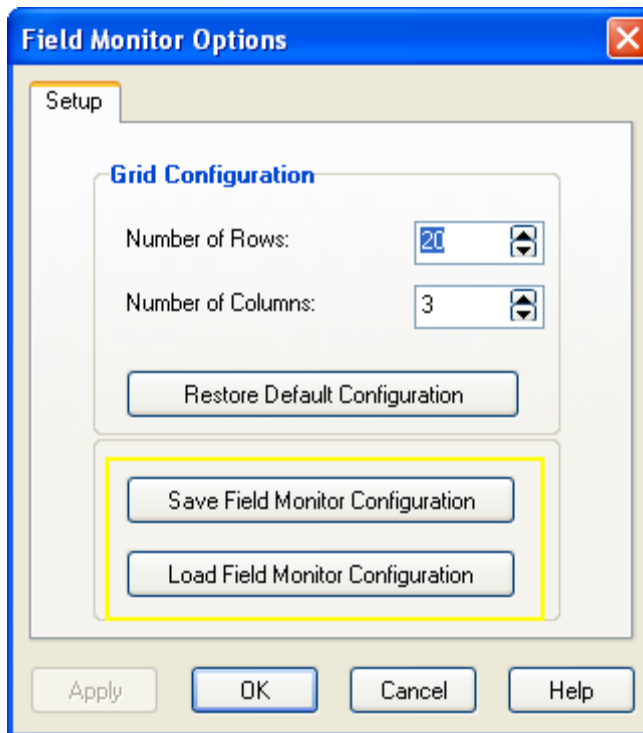 Field Monitor Options
Setup
Grid Configuration
Number of Rows: 20
Number of Columns: 3
Restore Default Configuration
Save Field Monitor Configuration
Load Field Monitor Configuration
Apply OK Cancel Help